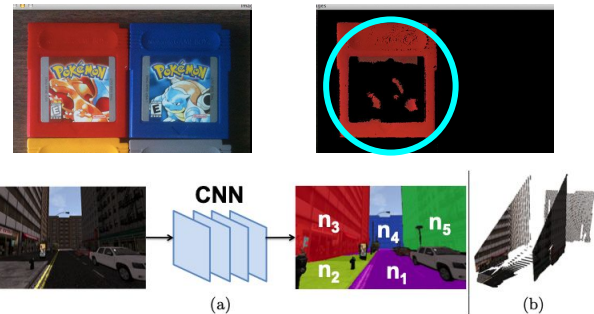 Pokémon Pokémon
E E
CNN
n₃ n₄ n₅
n₂ n₁
(a) (b)